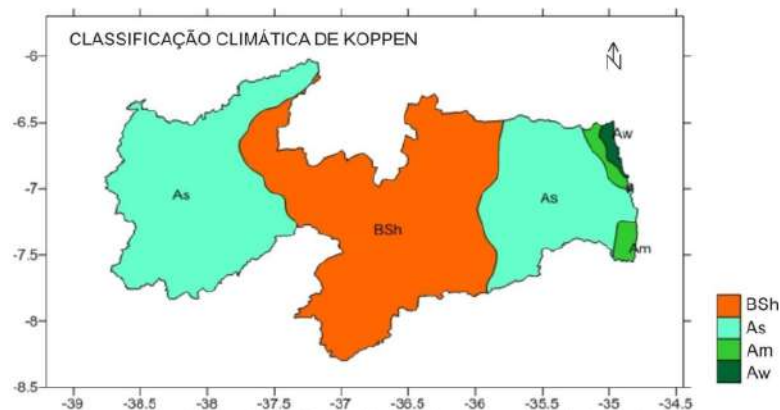 CLASSIFICAÇÃO CLIMÁTICA DE KOPPEN
N
-6
-6.5
-7
-7.5
-8
-8.5
Aw
As
As
BSh
Am
BSh
As
Am
Aw
-39
-38.5
-38
-37.5
-37
-36.5
-36
-35.5
-35
-34.5